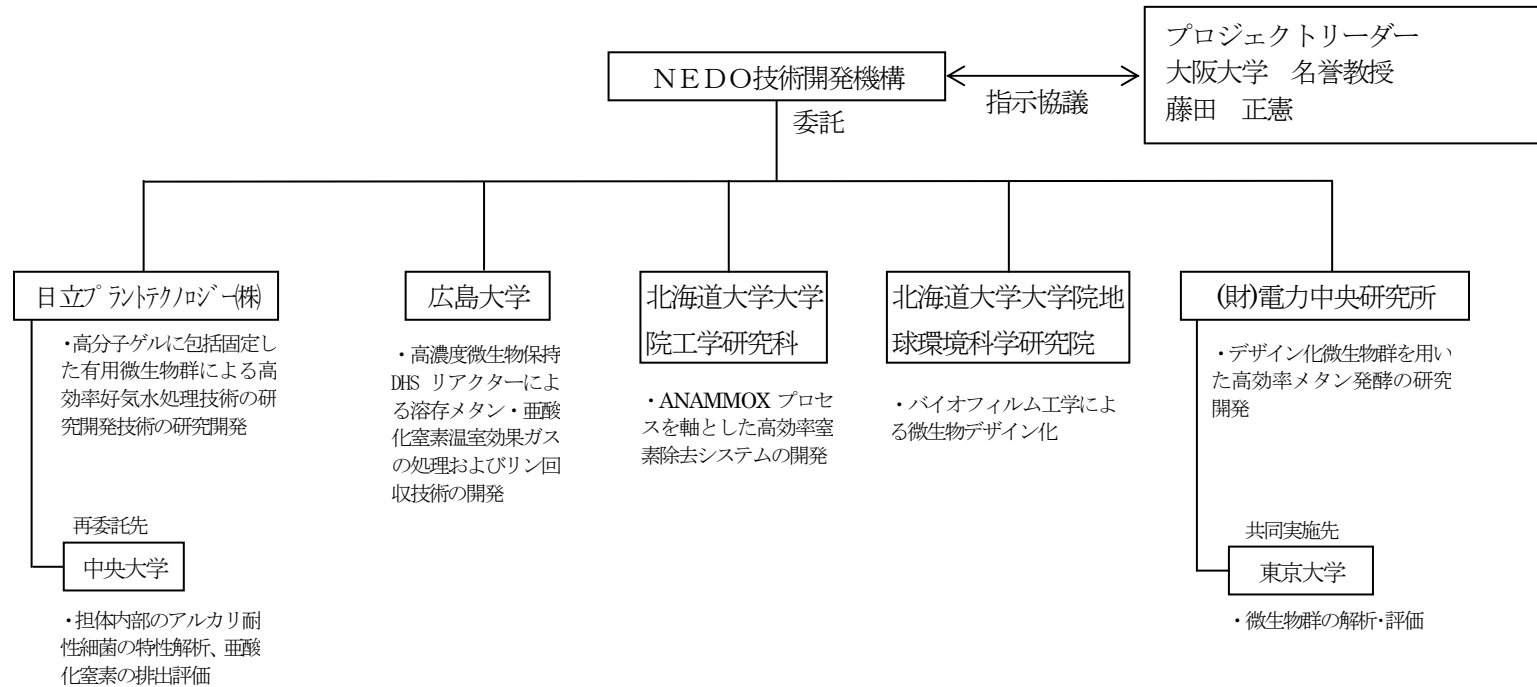 NEDO技術開発機構
指示協議
プロジェクトリーダー
大阪大学 名誉教授
藤田 正憲
委託
日立プラントテクノロジー㈱
・高分子ゲルに包括固定し
た有用微生物群による高
効率好気水処理技術の研
究開発技術の研究開発
再委託先
中央大学
・担体内部のアルカリ耐
性細菌の特性解析、亜酸
化窒素の排出評価
広島大学
・高濃度微生物保持
DHS リアクターによ
る溶存メタン・亜酸
化窒素温室効果ガス
の処理およびリン回
収技術の開発
北海道大学大学
院工学研究科
・ANAMMOX プロセ
スを軸とした高効率窒
素除去システムの開発
北海道大学大学院地
球環境科学研究院
・バイオフィルム工学によ
る微生物デザイン化
(財)電力中央研究所
・デザイン化微生物群を用い
た高効率メタン発酵の研究
開発
共同実施先
東京大学
・微生物群の解析・評価